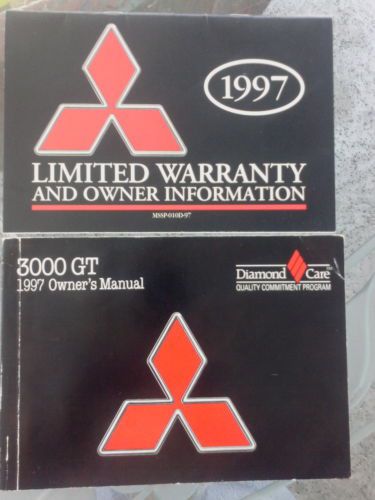 1997
LIMITED WARRANTY
AND OWNER INFORMATION
MSSP-010D-97
3000 GT
1997 Owner's Manual
Diamond Care
QUALITY COMMITMENT PROGRAM